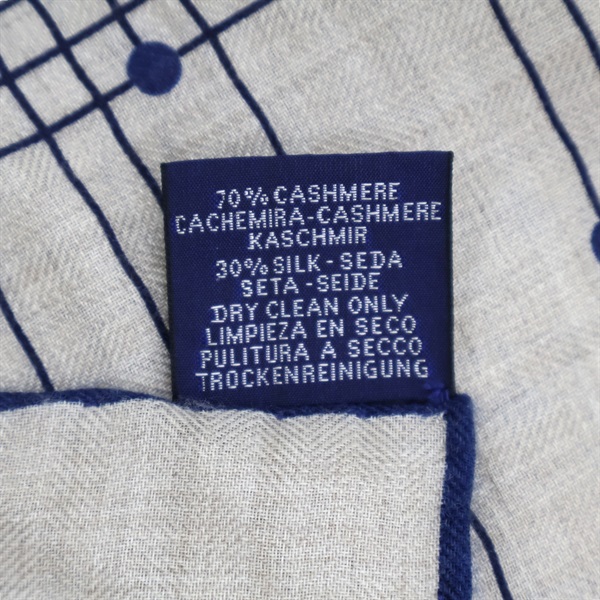 70% CASHMERE
CACHEMIRA-CASHMERE
KASCHMIR
30% SILK - SEDA
SETA - SEIDE
DRY CLEAN ONLY
LIMPIEZA EN SECO
PULITURA A SECCO
TROCKENREINIGUNG